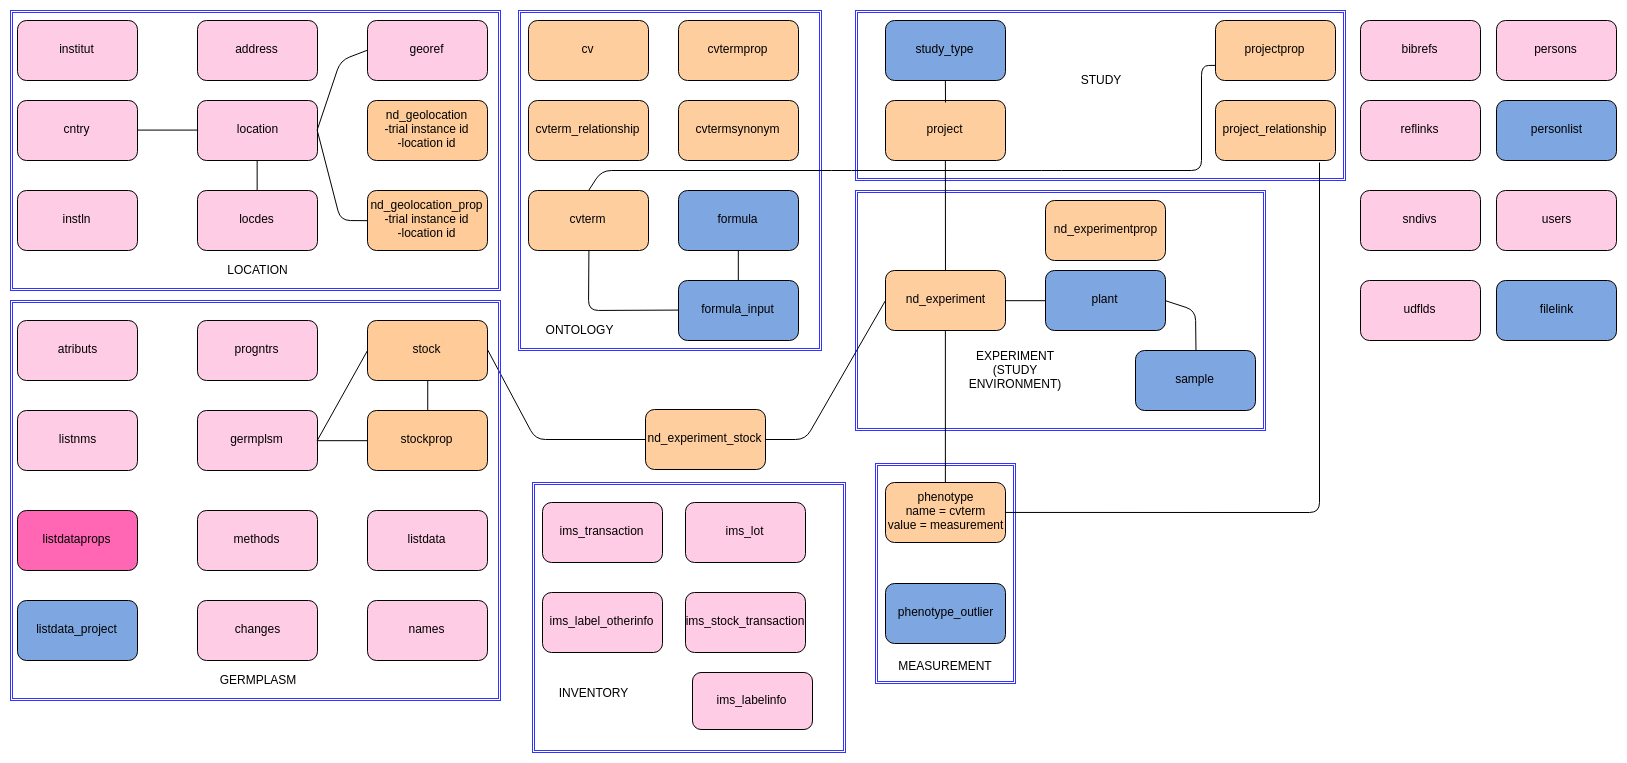 institut
address
georef
cntry
location
nd_geolocation
-trial instance id
-location id
instln
locdes
nd_geolocation_prop
-trial instance id
-location id
LOCATION
cv
cvtermprop
cvterm_relationship
cvtermsynonym
cvterm
formula
formula_input
ONTOLOGY
study_type
projectprop
STUDY
project
project_relationship
nd_experimentprop
nd_experiment
plant
EXPERIMENT
(STUDY
ENVIRONMENT)
sample
bibrefs
persons
reflinks
personlist
sndivs
users
udflds
filelink
atributs
progntrs
stock
listnms
germplsm
stockprop
listdataprops
methods
listdata
listdata_project
changes
names
GERMPLASM
nd_experiment_stock
ims_transaction
ims_lot
ims_label_otherinfo
ims_stock_transaction
INVENTORY
ims_labelinfo
phenotype
name = cvterm
value = measurement
phenotype_outlier
MEASUREMENT